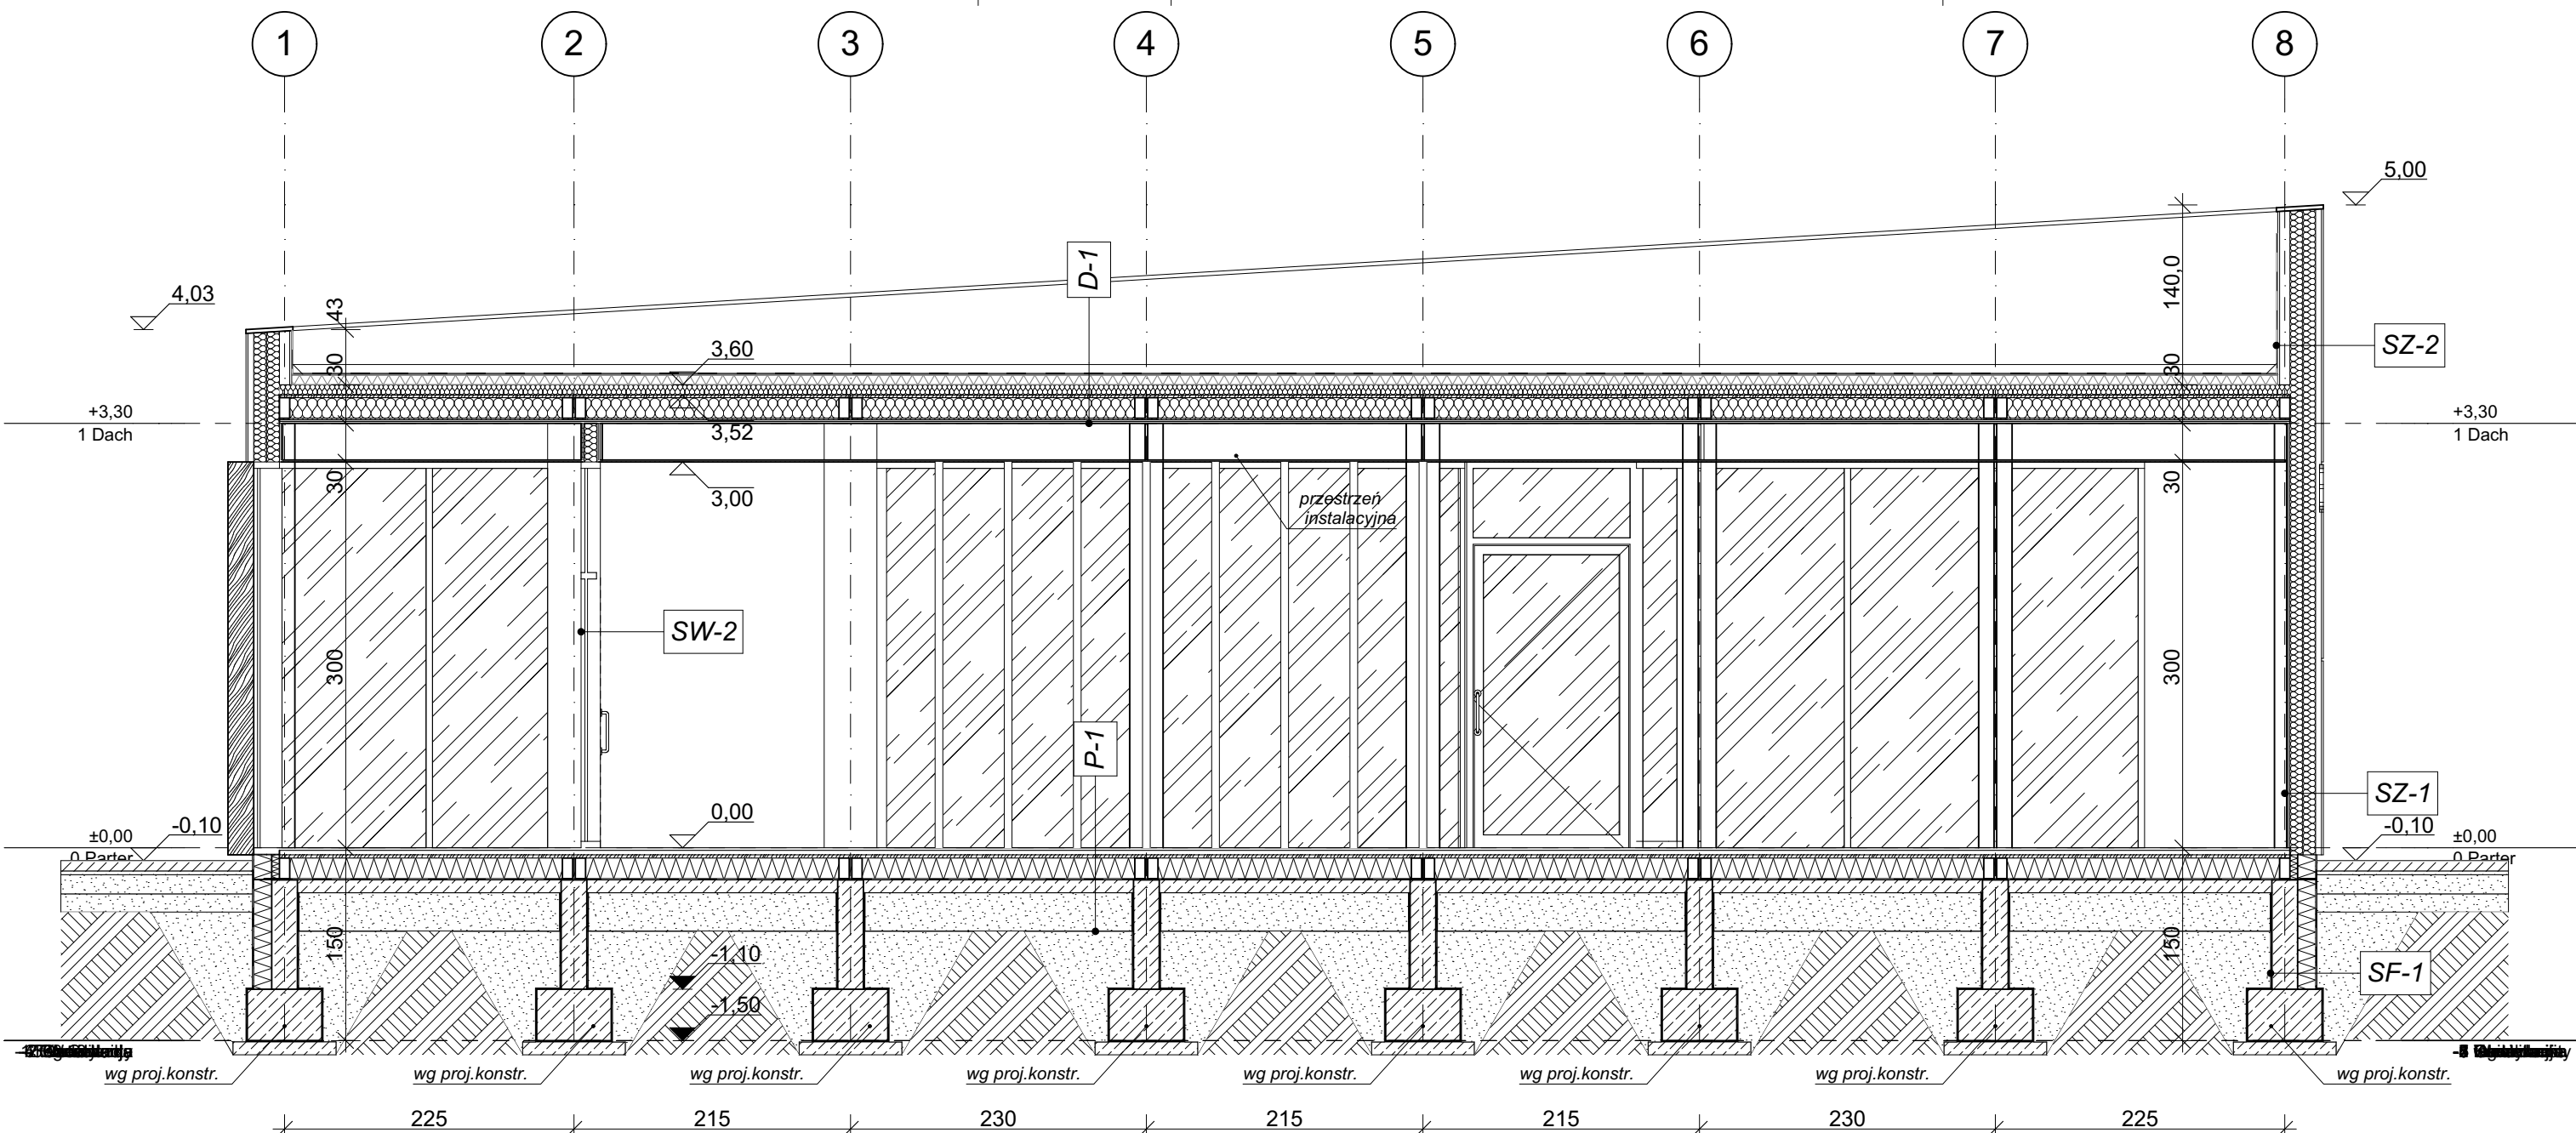 1 2 3 4 5 6 7 8
5,00
D-1
4,03
43
140,0
SZ-2
3,60
30
30
+3,30
1 Dach
3,52
+3,30
1 Dach
30
3,00
przestrzeń
instalacyjna
30
SW-2
300
300
P-1
SZ-1
±0,00
0 Parter
-0,10
0,00
-0,10
±0,00
0 Parter
150
-1,10
150
SF-1
-1,50
wg proj.konstr. wg proj.konstr. wg proj.konstr. wg proj.konstr. wg proj.konstr. wg proj.konstr. wg proj.konstr. wg proj.konstr.
225 215 230 215 215 230 225